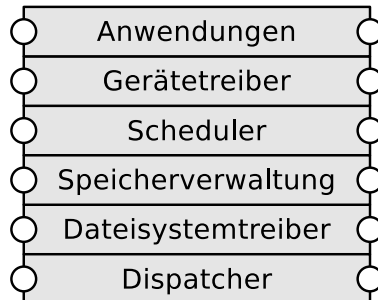 Anwendungen
Gerätetreiber
Scheduler
Speicherverwaltung
Dateisystemtreiber
Dispatcher